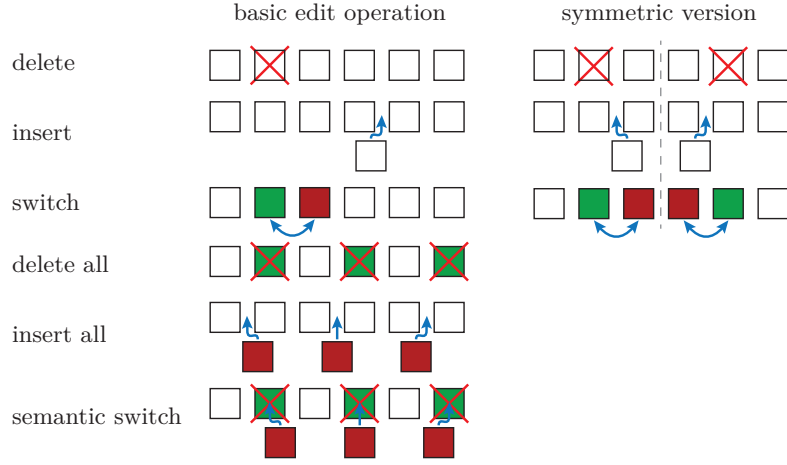 basic edit operation
symmetric version
delete
insert
switch
delete all
insert all
semantic switch